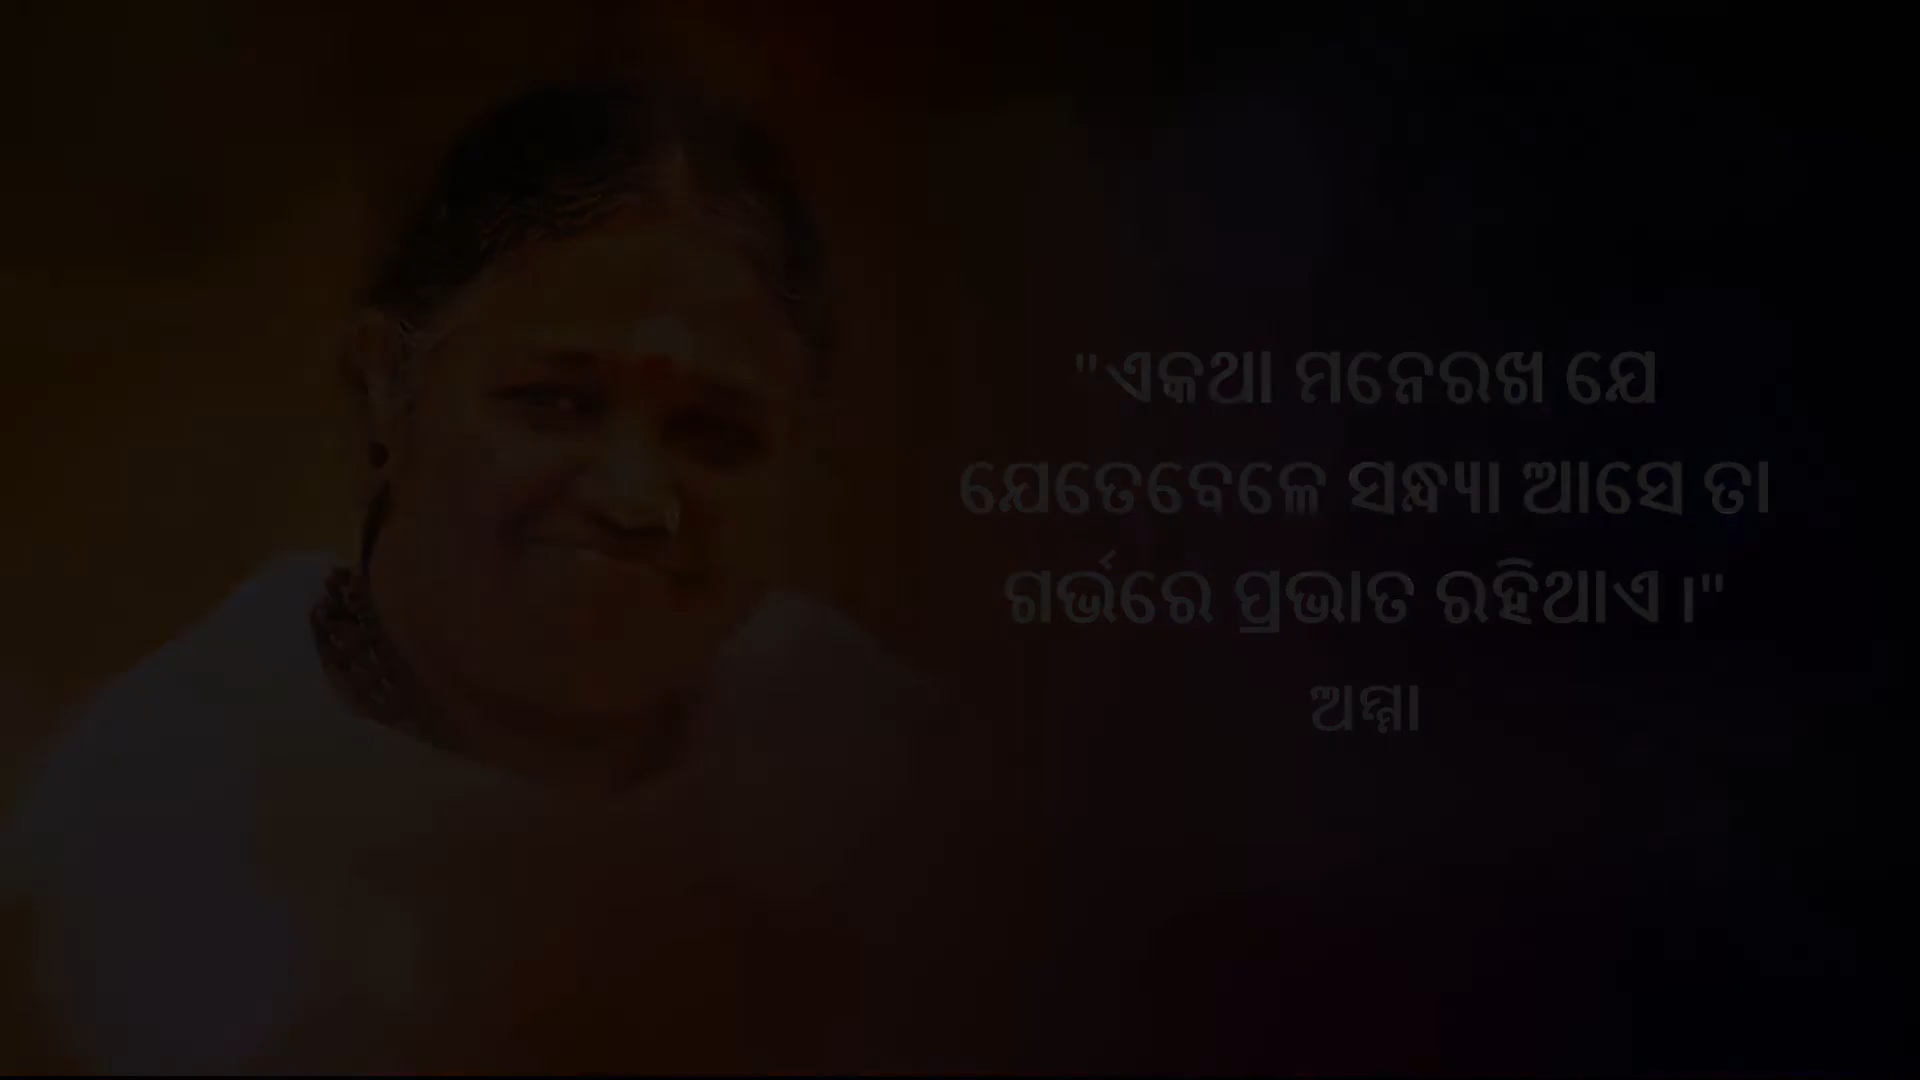 "ଏକଥା ମନେରଖ ଯେ
ଯେତେବେଳେ ସନ୍ଧ୍ୟା ଆସେ ତା
ଗର୍ଭରେ ପ୍ରଭାତ ରହିଥାଏ ।"
ଅମ୍ମା